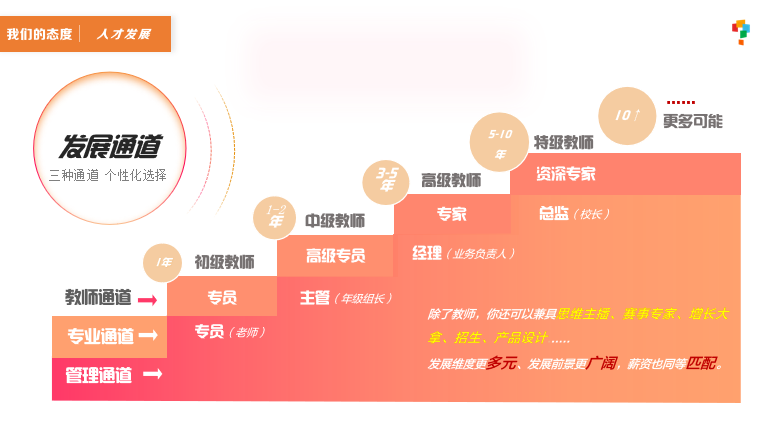 我们的态度 人才发展
发展通道
三种通道 个性化选择
10↑
......
更多可能
5-10
年
特级教师
资深专家
总监（校长）
3-5
年
高级教师
专家
经理（业务负责人）
1-2
年
中级教师
高级专员
主管（年级组长）
1年
初级教师
专员
专员（老师）
教师通道
专业通道
管理通道
除了教师，你还可以兼具思维主播、赛事专家、增长大
拿、招生、产品设计 .....
发展维度更多元、发展前景更广阔，薪资也同等匹配。